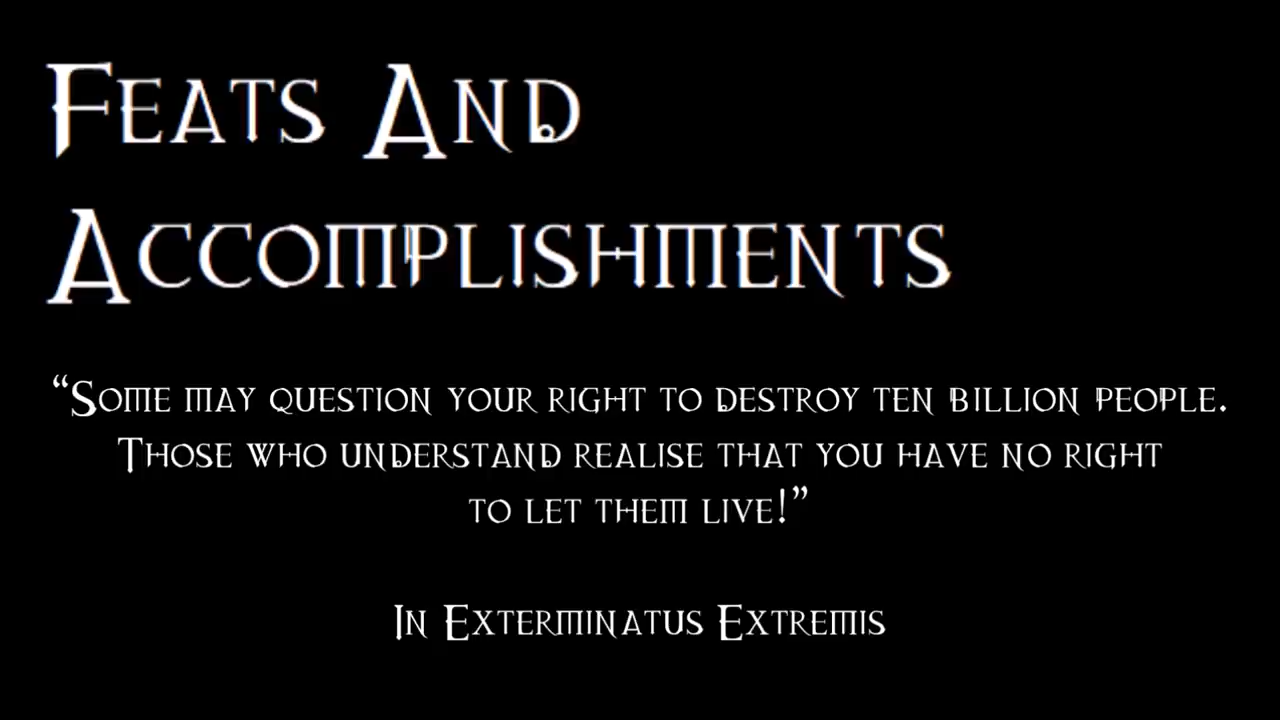 Feats And
Accomplishments
“Some may question your right to destroy ten billion people.
Those who understand realise that you have no right
to let them live!”
In Exterminatus Extremis